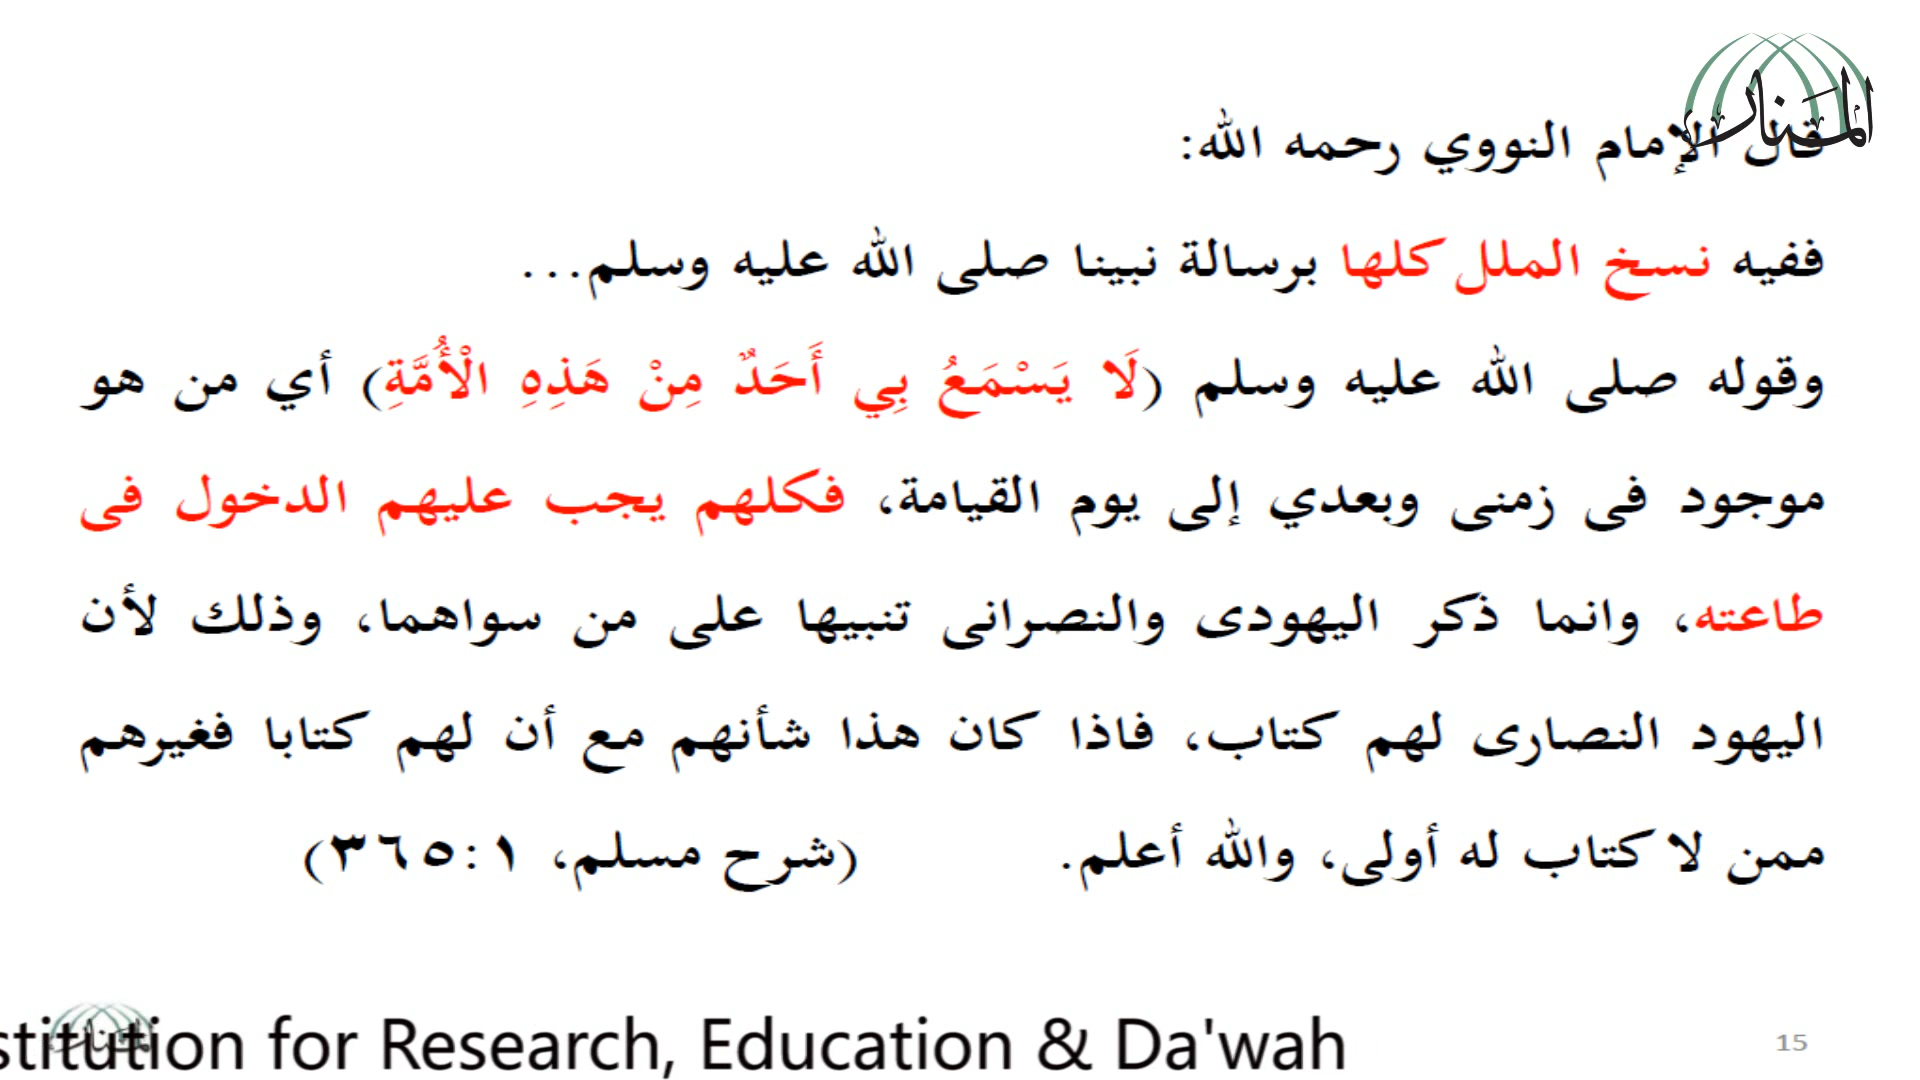 المنار
قال الإمام النووي رحمه الله:
ففيه نسخ الملل كلها برسالة نبينا صلى الله عليه وسلم...
وقوله صلى الله عليه وسلم (لَا يَسْمَعُ بِي أَحَدٌ مِنْ هَذِهِ الْأُمَّةِ) أي من هو
موجود فى زمنى وبعدي إلى يوم القيامة، فكلهم يجب عليهم الدخول فى
طاعته، وانما ذكر اليهودى والنصرانى تنبيها على من سواهما، وذلك لأن
اليهود النصارى لهم كتاب، فاذا كان هذا شأنهم مع أن لهم كتابا فغيرهم
ممن لا كتاب له أولى، والله أعلم. (شرح مسلم، ١:٣٦٥)
المنار
stitution for Research, Education & Da'wah
15